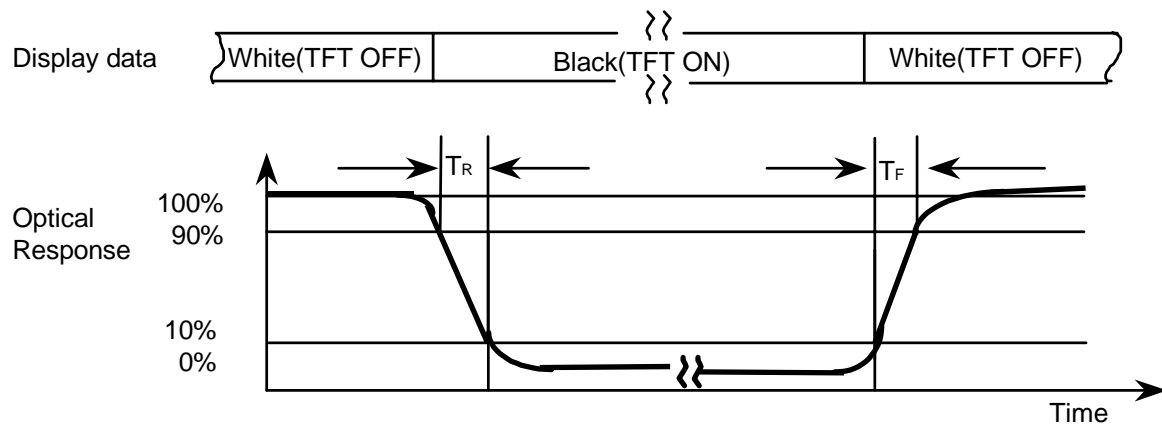 Display data
White(TFT OFF)
Black(TFT ON)
White(TFT OFF)
TR
TF
Optical
Response
100%
90%
10%
0%
Time